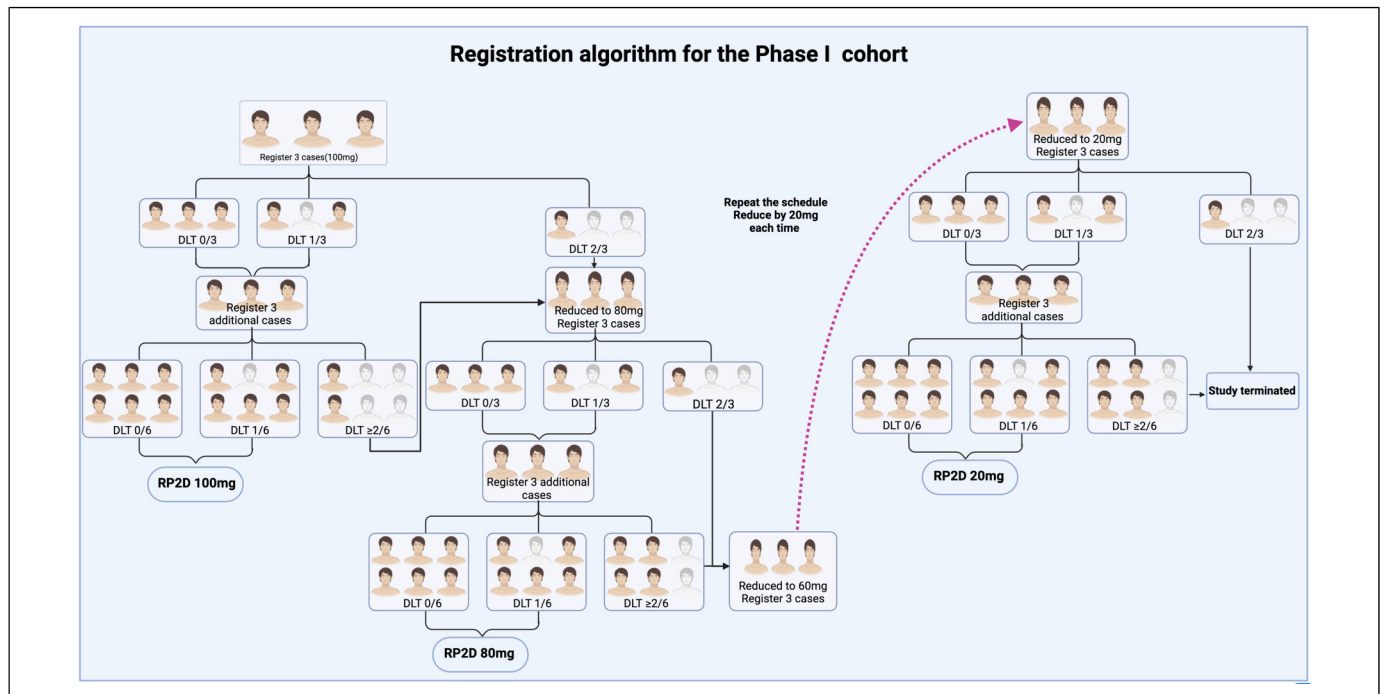 Registration algorithm for the Phase I cohort
Register 3 cases(100mg)
DLT 0/3
DLT 1/3
DLT 2/3
Register 3
additional cases
Reduced to 80mg
Register 3 cases
DLT 0/6
DLT 1/6
DLT ≥2/6
RP2D 100mg
DLT 0/3
DLT 1/3
DLT 2/3
Register 3 additional
cases
DLT 0/6
DLT 1/6
DLT ≥2/6
RP2D 80mg
Reduced to 60mg
Register 3 cases
Repeat the schedule
Reduce by 20mg
each time
Reduced to 20mg
Register 3 cases
DLT 0/3
DLT 1/3
DLT 2/3
Register 3
additional cases
DLT 0/6
DLT 1/6
DLT ≥2/6
Study terminated
RP2D 20mg